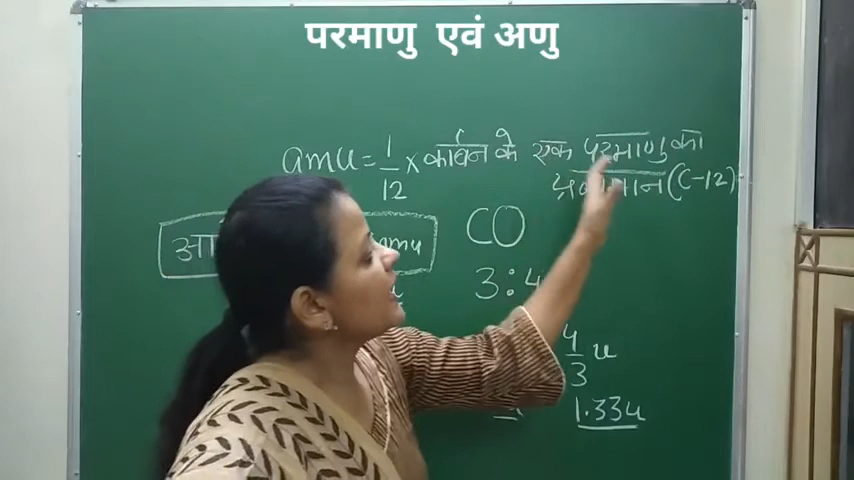 परमाणु एवं अणु
amu = 1/12 × कार्बन के एक परमाणु का
द्रव्यमान (C-12)
CO
amu
3:4
4/3 u
1.33u